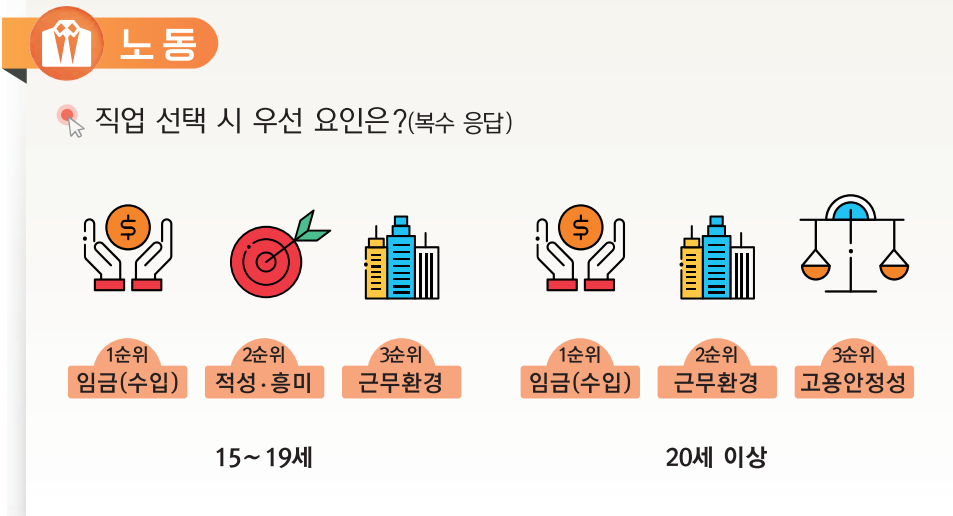 노동
직업 선택 시 우선 요인은?(복수 응답)
1순위 2순위 3순위 1순위 2순위 3순위
임금(수입) 적성·흥미 근무환경 임금(수입) 근무환경 고용안정성
15~19세 20세 이상